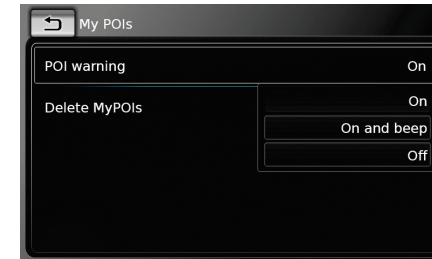 My POIs
POI warning On
Delete MyPOIs On
On and beep
Off